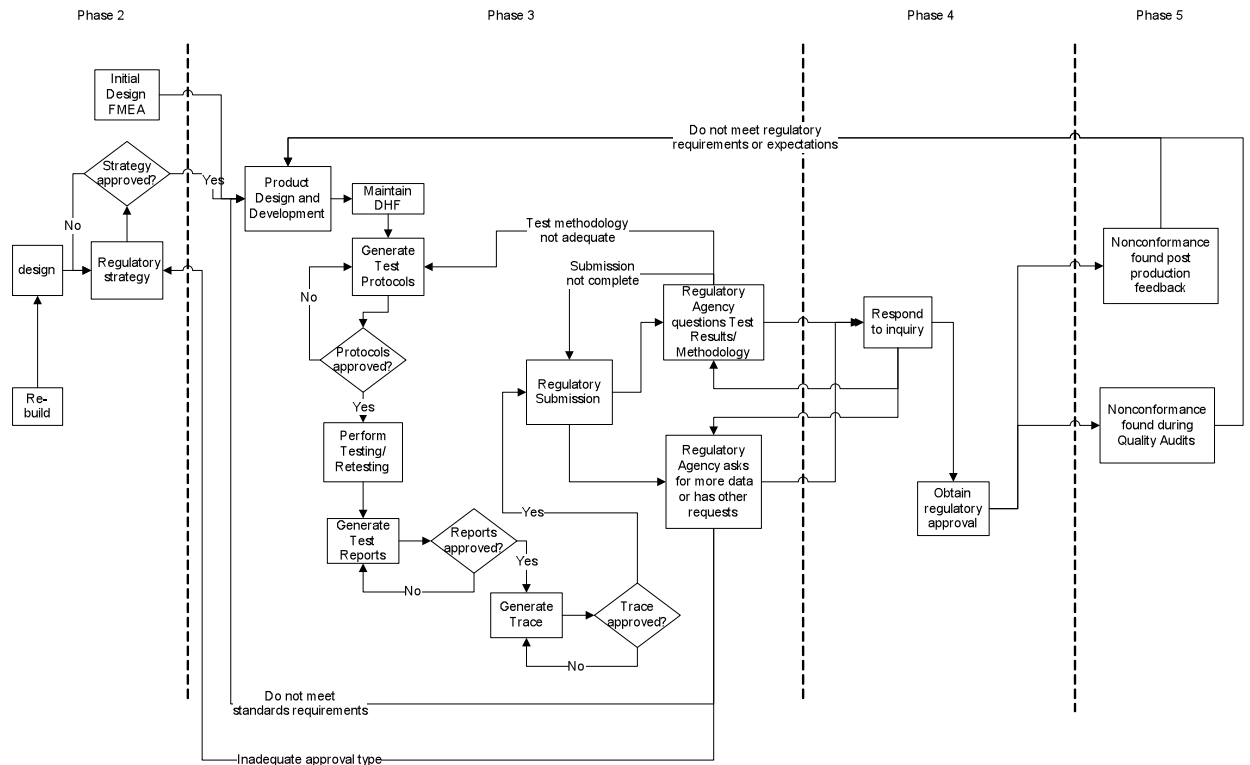 Phase 2
Phase 3
Phase 4
Phase 5
Initial
Design
FMEA
Strategy
approved?
Yes
No
design
Regulatory
strategy
Re-
build
Product
Design and
Development
Maintain
DHF
Generate
Test
Protocols
No
Protocols
approved?
Yes
Perform
Testing/
Retesting
Generate
Test
Reports
Reports
approved?
No
Yes
Generate
Trace
Trace
approved?
No
Yes
Do not meet regulatory
requirements or expectations
Test methodology
not adequate
Submission
not complete
Regulatory
Submission
Regulatory
Agency
questions Test
Results/
Methodology
Regulatory
Agency asks
for more data
or has other
requests
Respond
to inquiry
Obtain
regulatory
approval
Nonconformance
found post
production
feedback
Nonconformance
found during
Quality Audits
Do not meet
standards requirements
Inadequate approval type